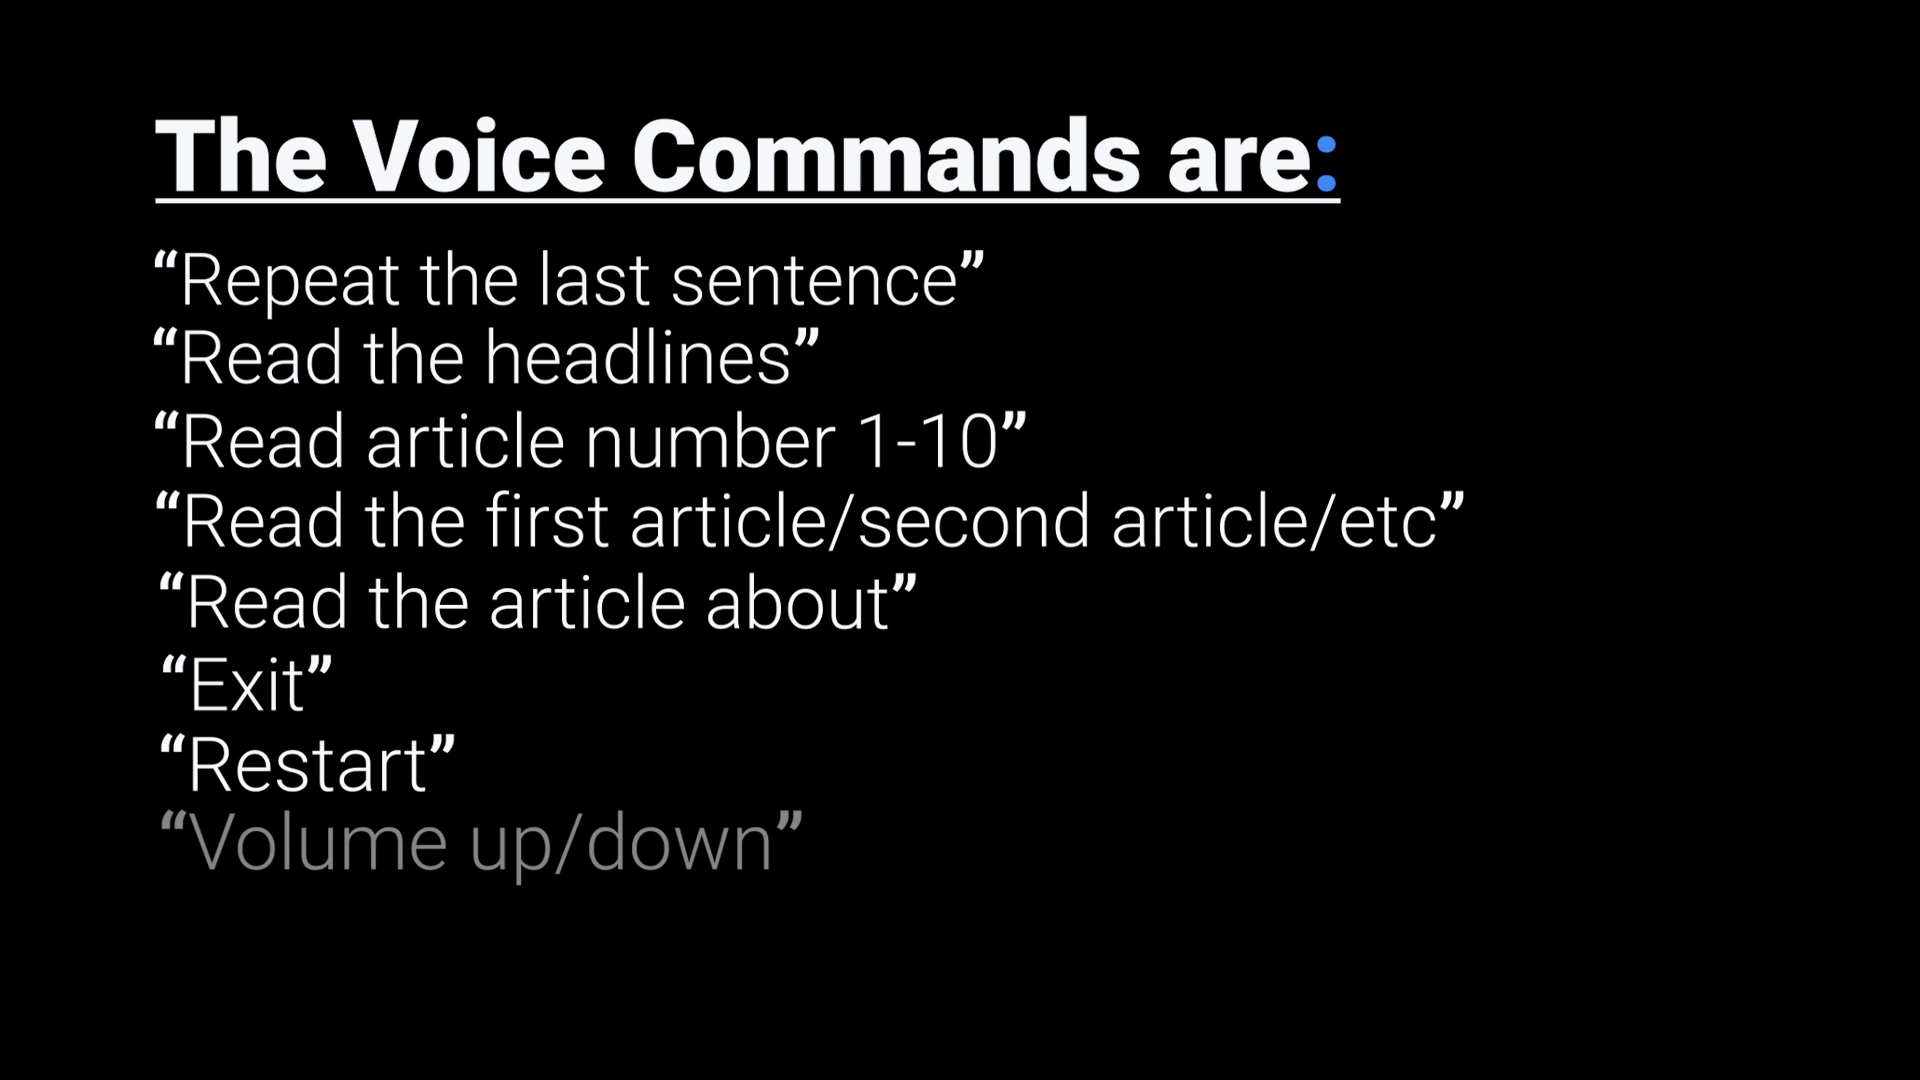 The Voice Commands are:
“Repeat the last sentence”
“Read the headlines”
“Read article number 1-10”
“Read the first article/second article/etc”
“Read the article about”
“Exit”
“Restart”
“Volume up/down”